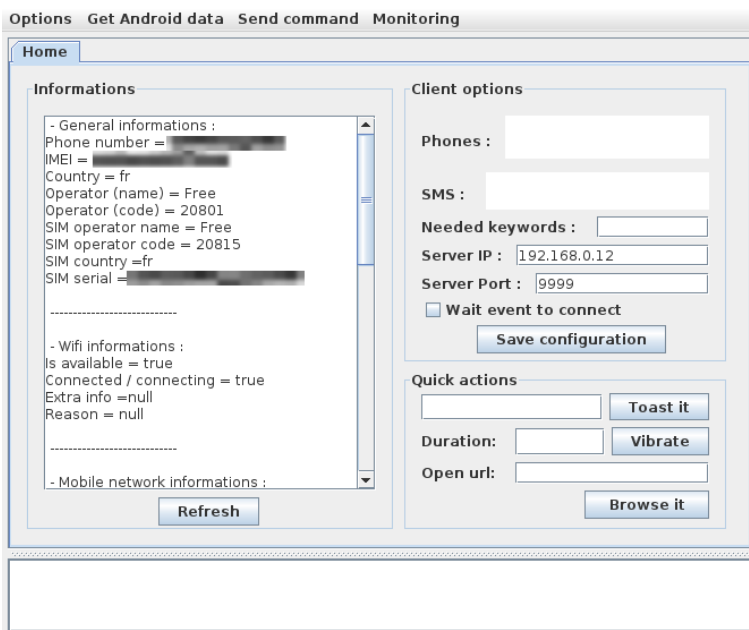 Options Get Android data Send command Monitoring
Home
Informations
- General informations :
Phone number =
IMEI =
Country = fr
Operator (name) = Free
Operator (code) = 20801
SIM operator name = Free
SIM operator code = 20815
SIM country =fr
SIM serial =
----------------------------
- Wifi informations :
Is available = true
Connected / connecting = true
Extra info =null
Reason = null
----------------------------
- Mobile network informations :
Refresh
Client options
Phones :
SMS :
Needed keywords :
Server IP : 192.168.0.12
Server Port : 9999
Wait event to connect
Save configuration
Quick actions
Toast it
Duration: Vibrate
Open url:
Browse it